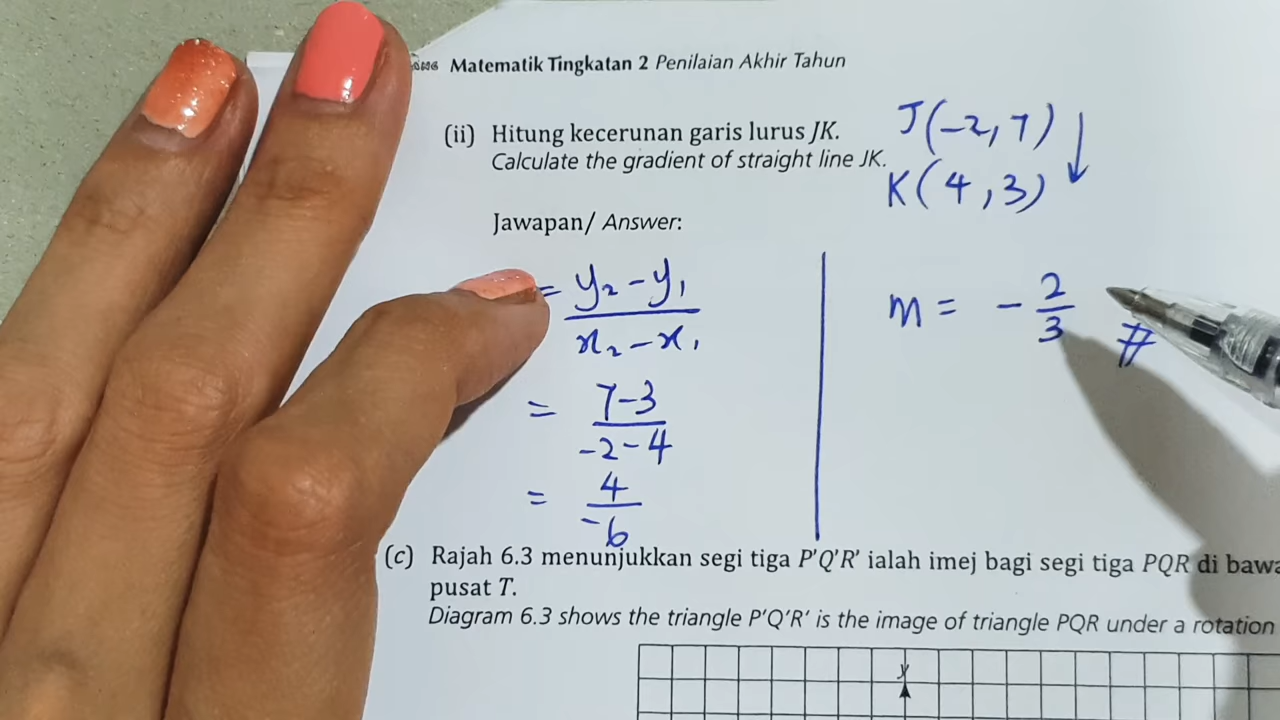 Matematik Tingkatan 2 Penilaian Akhir Tahun
(ii) Hitung kecerunan garis lurus JK.
Calculate the gradient of straight line JK.
J(-2, 7)
K(4, 3)
Jawapan/ Answer:
= y₂ - y₁
x₂ - x₁
= 7-3
-2-4
= 4
-6
m = - 2
3
#
(c) Rajah 6.3 menunjukkan segi tiga P'Q'R' ialah imej bagi segi tiga PQR di
pusat T.
Diagram 6.3 shows the triangle P'Q'R' is the image of triangle PQR under a rotation
y